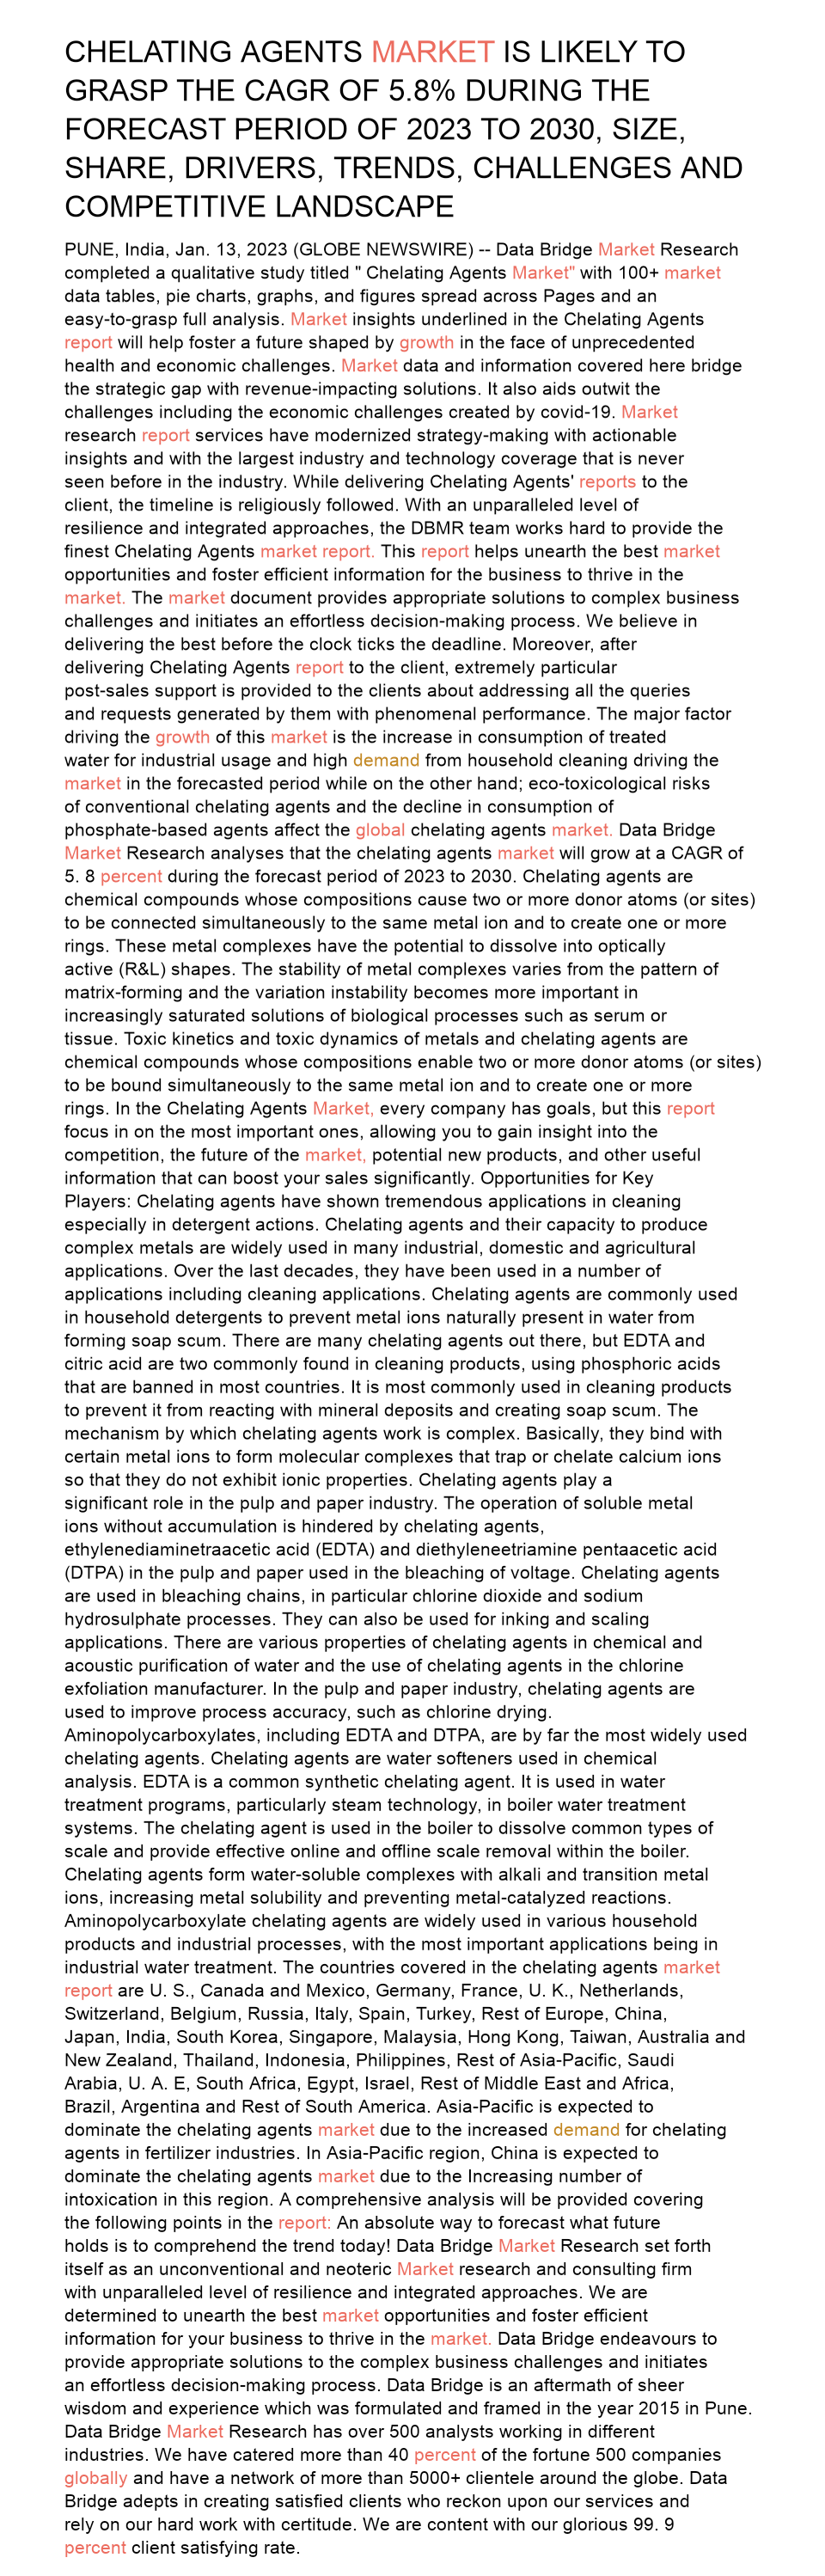 CHELATING AGENTS MARKET IS LIKELY TO
GRASP THE CAGR OF 5.8% DURING THE
FORECAST PERIOD OF 2023 TO 2030, SIZE,
SHARE, DRIVERS, TRENDS, CHALLENGES AND
COMPETITIVE LANDSCAPE
PUNE, India, Jan. 13, 2023 (GLOBE NEWSWIRE) -- Data Bridge Market Research
completed a qualitative study titled " Chelating Agents Market" with 100+ market
data tables, pie charts, graphs, and figures spread across Pages and an
easy-to-grasp full analysis. Market insights underlined in the Chelating Agents
report will help foster a future shaped by growth in the face of unprecedented
health and economic challenges. Market data and information covered here bridge
the strategic gap with revenue-impacting solutions. It also aids outwit the
challenges including the economic challenges created by covid-19. Market
research report services have modernized strategy-making with actionable
insights and with the largest industry and technology coverage that is never
seen before in the industry. While delivering Chelating Agents' reports to the
client, the timeline is religiously followed. With an unparalleled level of
resilience and integrated approaches, the DBMR team works hard to provide the
finest Chelating Agents market report. This report helps unearth the best market
opportunities and foster efficient information for the business to thrive in the
market. The market document provides appropriate solutions to complex business
challenges and initiates an effortless decision-making process. We believe in
delivering the best before the clock ticks the deadline. Moreover, after
delivering Chelating Agents report to the client, extremely particular
post-sales support is provided to the clients about addressing all the queries
and requests generated by them with phenomenal performance. The major factor
driving the growth of this market is the increase in consumption of treated
water for industrial usage and high demand from household cleaning driving the
market in the forecasted period while on the other hand; eco-toxicological risks
of conventional chelating agents and the decline in consumption of
phosphate-based agents affect the global chelating agents market. Data Bridge
Market Research analyses that the chelating agents market will grow at a CAGR of
5. 8 percent during the forecast period of 2023 to 2030. Chelating agents are
chemical compounds whose compositions cause two or more donor atoms (or sites)
to be connected simultaneously to the same metal ion and to create one or more
rings. These metal complexes have the potential to dissolve into optically
active (R&L) shapes. The stability of metal complexes varies from the pattern of
matrix-forming and the variation instability becomes more important in
increasingly saturated solutions of biological processes such as serum or
tissue. Toxic kinetics and toxic dynamics of metals and chelating agents are
chemical compounds whose compositions enable two or more donor atoms (or sites)
to be bound simultaneously to the same metal ion and to create one or more
rings. In the Chelating Agents Market, every company has goals, but this report
focus in on the most important ones, allowing you to gain insight into the
competition, the future of the market, potential new products, and other useful
information that can boost your sales significantly. Opportunities for Key
Players: Chelating agents have shown tremendous applications in cleaning
especially in detergent actions. Chelating agents and their capacity to produce
complex metals are widely used in many industrial, domestic and agricultural
applications. Over the last decades, they have been used in a number of
applications including cleaning applications. Chelating agents are commonly used
in household detergents to prevent metal ions naturally present in water from
forming soap scum. There are many chelating agents out there, but EDTA and
citric acid are two commonly found in cleaning products, using phosphoric acids
that are banned in most countries. It is most commonly used in cleaning products
to prevent it from reacting with mineral deposits and creating soap scum. The
mechanism by which chelating agents work is complex. Basically, they bind with
certain metal ions to form molecular complexes that trap or chelate calcium ions
so that they do not exhibit ionic properties. Chelating agents play a
significant role in the pulp and paper industry. The operation of soluble metal
ions without accumulation is hindered by chelating agents,
ethylenediaminetraacetic acid (EDTA) and diethyleneetriamine pentaacetic acid
(DTPA) in the pulp and paper used in the bleaching of voltage. Chelating agents
are used in bleaching chains, in particular chlorine dioxide and sodium
hydrosulphate processes. They can also be used for inking and scaling
applications. There are various properties of chelating agents in chemical and
acoustic purification of water and the use of chelating agents in the chlorine
exfoliation manufacturer. In the pulp and paper industry, chelating agents are
used to improve process accuracy, such as chlorine drying.
Aminopolycarboxylates, including EDTA and DTPA, are by far the most widely used
chelating agents. Chelating agents are water softeners used in chemical
analysis. EDTA is a common synthetic chelating agent. It is used in water
treatment programs, particularly steam technology, in boiler water treatment
systems. The chelating agent is used in the boiler to dissolve common types of
scale and provide effective online and offline scale removal within the boiler.
Chelating agents form water-soluble complexes with alkali and transition metal
ions, increasing metal solubility and preventing metal-catalyzed reactions.
Aminopolycarboxylate chelating agents are widely used in various household
products and industrial processes, with the most important applications being in
industrial water treatment. The countries covered in the chelating agents market
report are U. S., Canada and Mexico, Germany, France, U. K., Netherlands,
Switzerland, Belgium, Russia, Italy, Spain, Turkey, Rest of Europe, China,
Japan, India, South Korea, Singapore, Malaysia, Hong Kong, Taiwan, Australia and
New Zealand, Thailand, Indonesia, Philippines, Rest of Asia-Pacific, Saudi
Arabia, U. A. E, South Africa, Egypt, Israel, Rest of Middle East and Africa,
Brazil, Argentina and Rest of South America. Asia-Pacific is expected to
dominate the chelating agents market due to the increased demand for chelating
agents in fertilizer industries. In Asia-Pacific region, China is expected to
dominate the chelating agents market due to the Increasing number of
intoxication in this region. A comprehensive analysis will be provided covering
the following points in the report: An absolute way to forecast what future
holds is to comprehend the trend today! Data Bridge Market Research set forth
itself as an unconventional and neoteric Market research and consulting firm
with unparalleled level of resilience and integrated approaches. We are
determined to unearth the best market opportunities and foster efficient
information for your business to thrive in the market. Data Bridge endeavours to
provide appropriate solutions to the complex business challenges and initiates
an effortless decision-making process. Data Bridge is an aftermath of sheer
wisdom and experience which was formulated and framed in the year 2015 in Pune.
Data Bridge Market Research has over 500 analysts working in different
industries. We have catered more than 40 percent of the fortune 500 companies
globally and have a network of more than 5000+ clientele around the globe. Data
Bridge adepts in creating satisfied clients who reckon upon our services and
rely on our hard work with certitude. We are content with our glorious 99. 9
percent client satisfying rate.